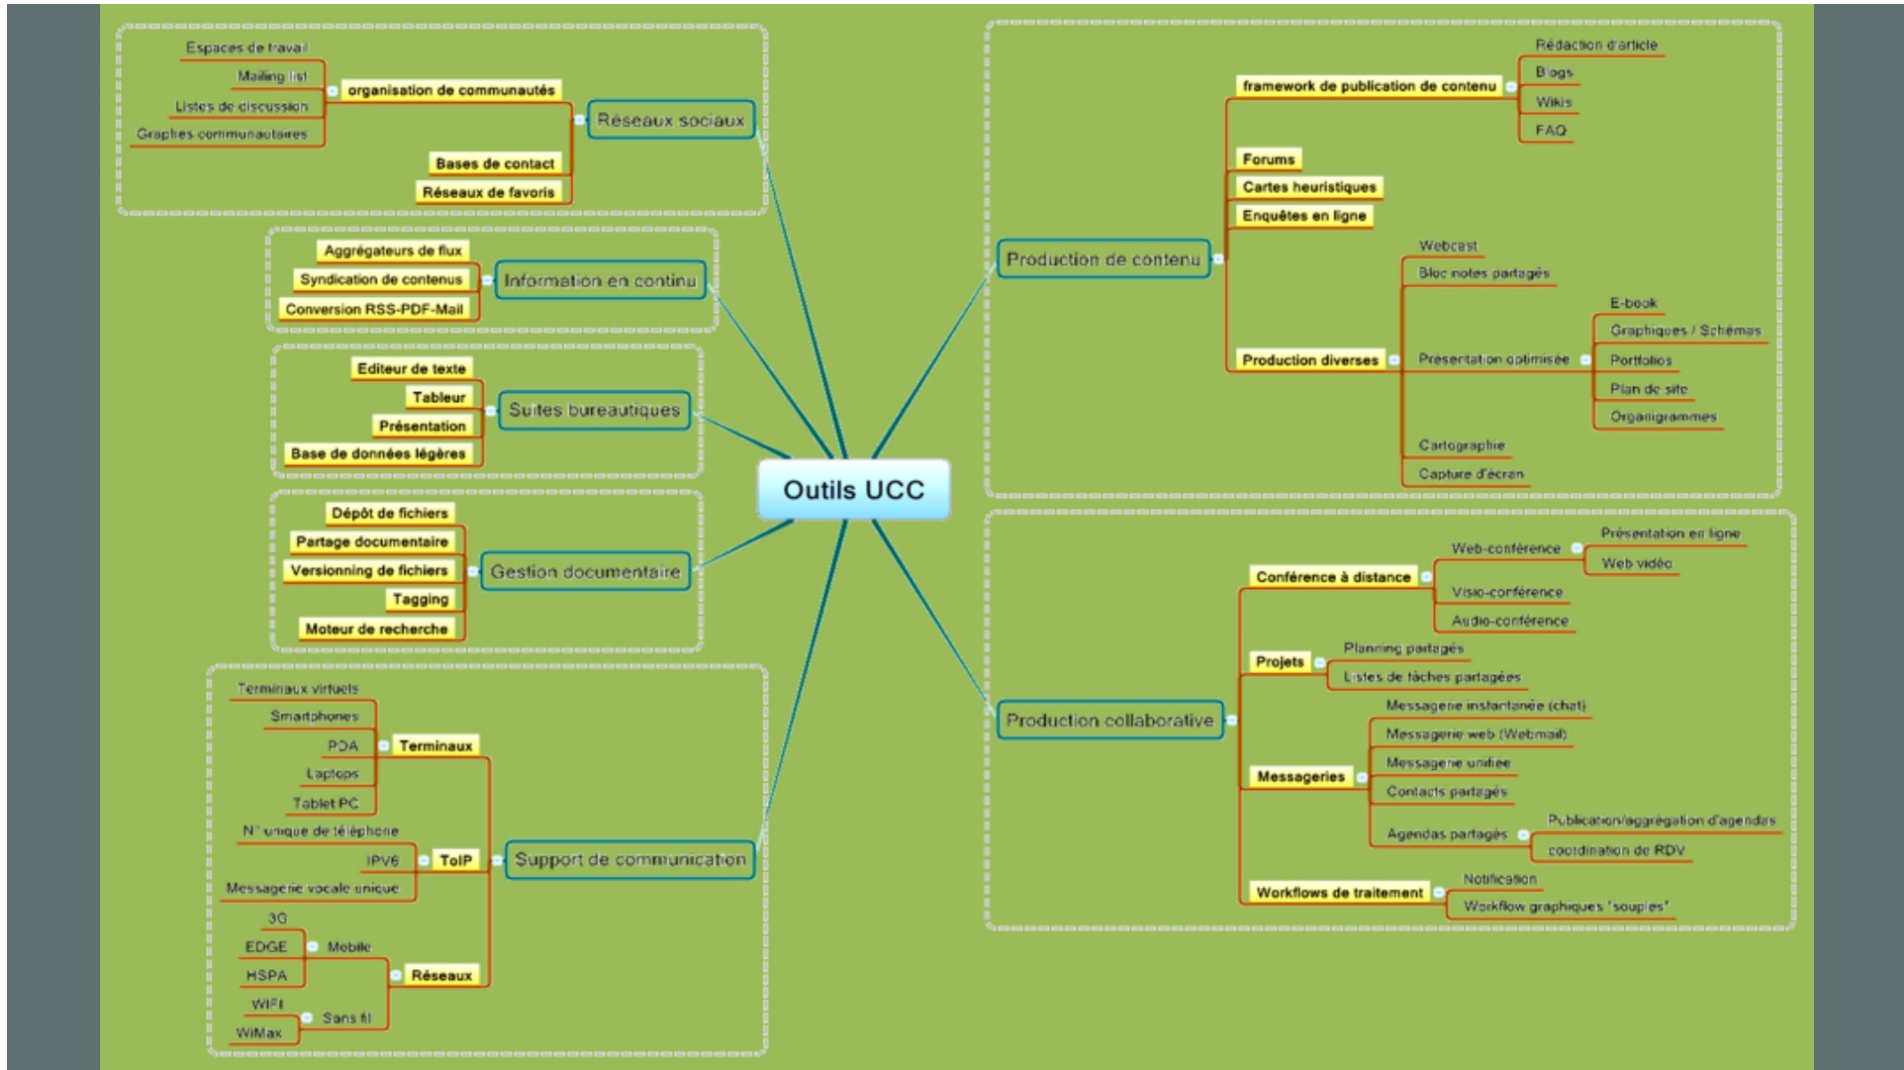 Outils UCC
Réseaux sociaux
organisation de communautés
Espaces de travail
Mailing list
Listes de discussion
Graphes communautaires
Bases de contact
Réseaux de favoris
Information en continu
Aggrégateurs de flux
Syndication de contenus
Conversion RSS-PDF-Mail
Suites bureautiques
Editeur de texte
Tableur
Présentation
Base de données légères
Gestion documentaire
Dépôt de fichiers
Partage documentaire
Versionning de fichiers
Tagging
Moteur de recherche
Support de communication
Terminaux
Terminaux virtuels
Smartphones
PDA
Laptops
Tablet PC
ToIP
N° unique de téléphone
IPV6
Messagerie vocale unique
Réseaux
Mobile
3G
EDGE
HSPA
Sans fil
WIFI
WiMax
Production de contenu
framework de publication de contenu
Rédaction d'article
Blogs
Wikis
FAQ
Forums
Cartes heuristiques
Enquêtes en ligne
Production diverses
Webcast
Bloc notes partagés
Présentation optimisée
E-book
Graphiques / Schémas
Portfolios
Plan de site
Organigrammes
Cartographie
Capture d'écran
Production collaborative
Conférence à distance
Web-conférence
Présentation en ligne
Web vidéo
Visio-conférence
Audio-conférence
Projets
Planning partagés
Listes de tâches partagées
Messageries
Messagerie instantanée (chat)
Messagerie web (Webmail)
Messagerie unifiée
Contacts partagés
Agendas partagés
Publication/aggrégation d'agendas
coordination de RDV
Workflows de traitement
Notification
Workflow graphiques "souples"